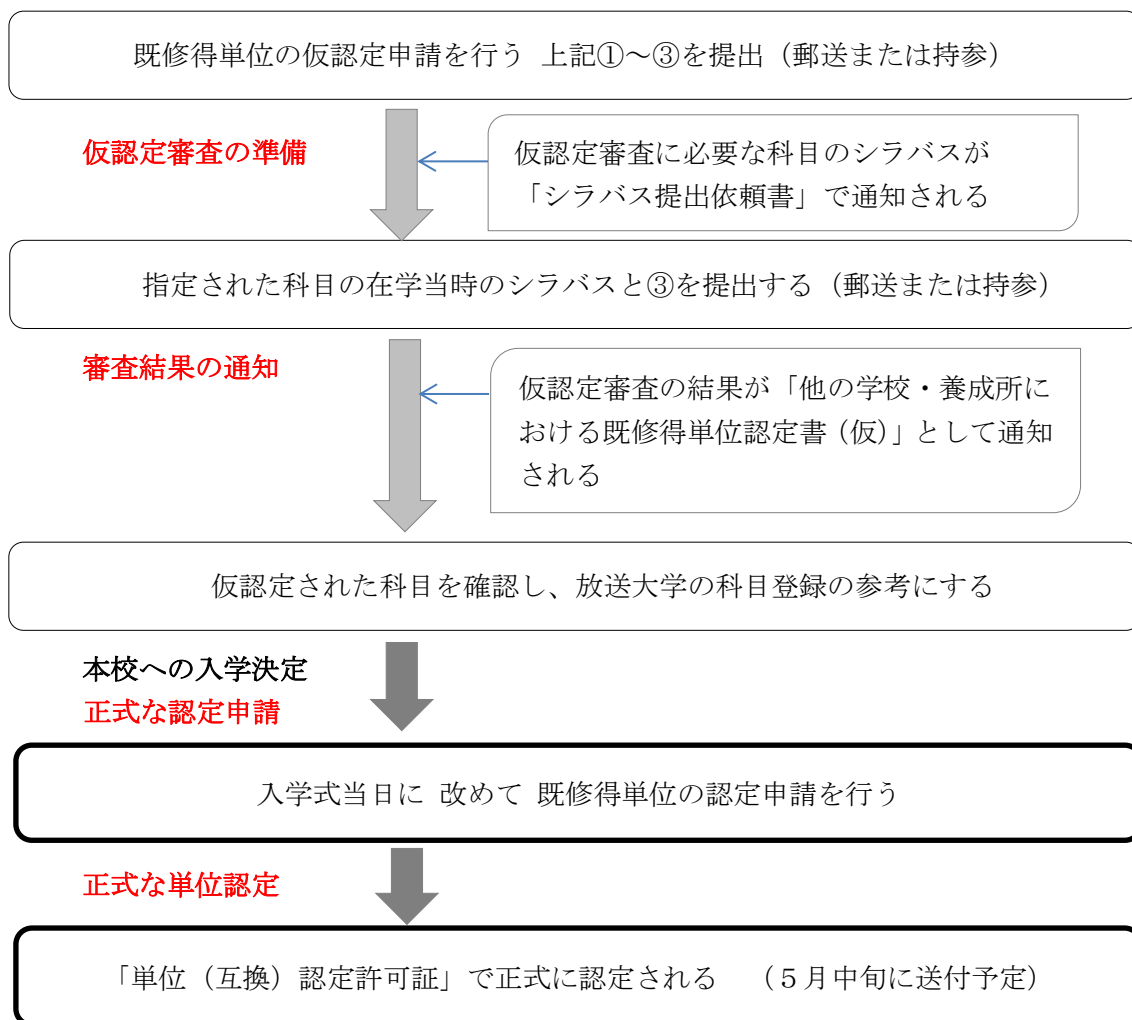 既修得単位の仮認定申請を行う 上記①～③を提出（郵送または持参）
仮認定審査の準備
仮認定審査に必要な科目のシラバスが
「シラバス提出依頼書」で通知される
指定された科目の在学当時のシラバスと③を提出する（郵送または持参）
審査結果の通知
仮認定審査の結果が「他の学校・養成所に
おける既修得単位認定書（仮）」として通知
される
仮認定された科目を確認し、放送大学の科目登録の参考にする
本校への入学決定
正式な認定申請
入学式当日に 改めて 既修得単位の認定申請を行う
正式な単位認定
「単位（互換）認定許可証」で正式に認定される （５月中旬に送付予定）